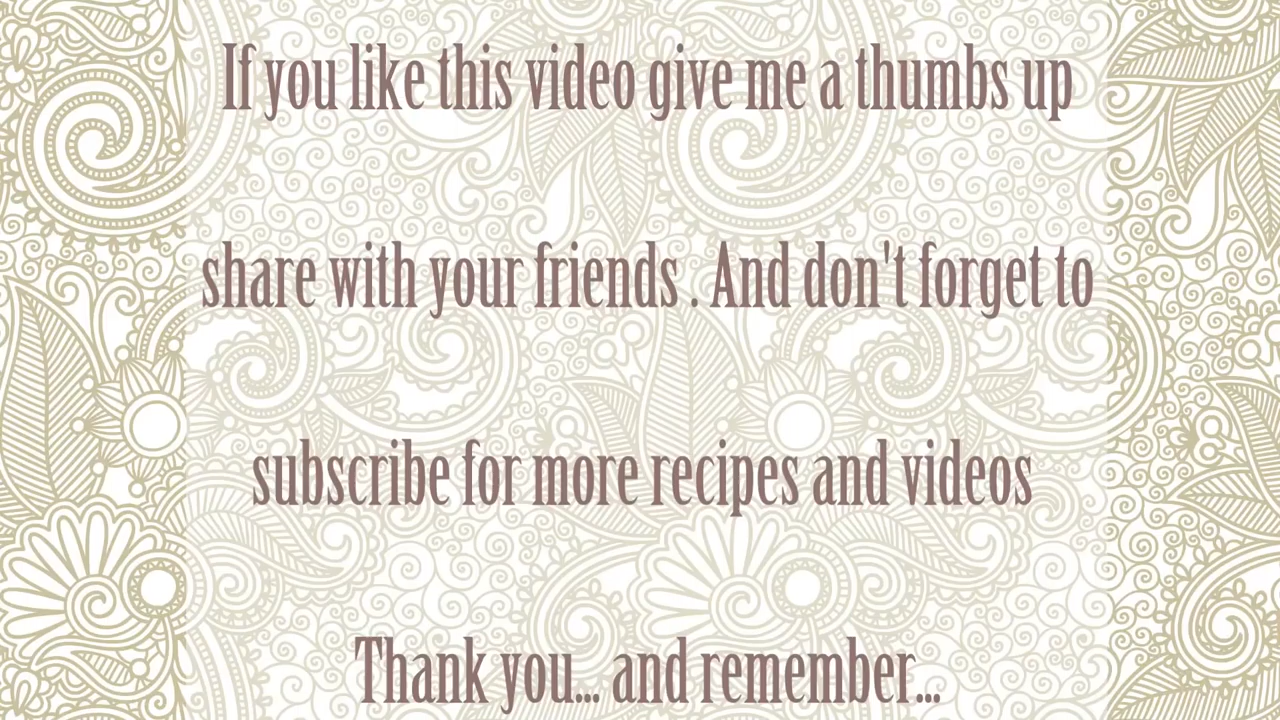 If you like this video give me a thumbs up
share with your friends . And don't forget to
subscribe for more recipes and videos
Thank you... and remember...